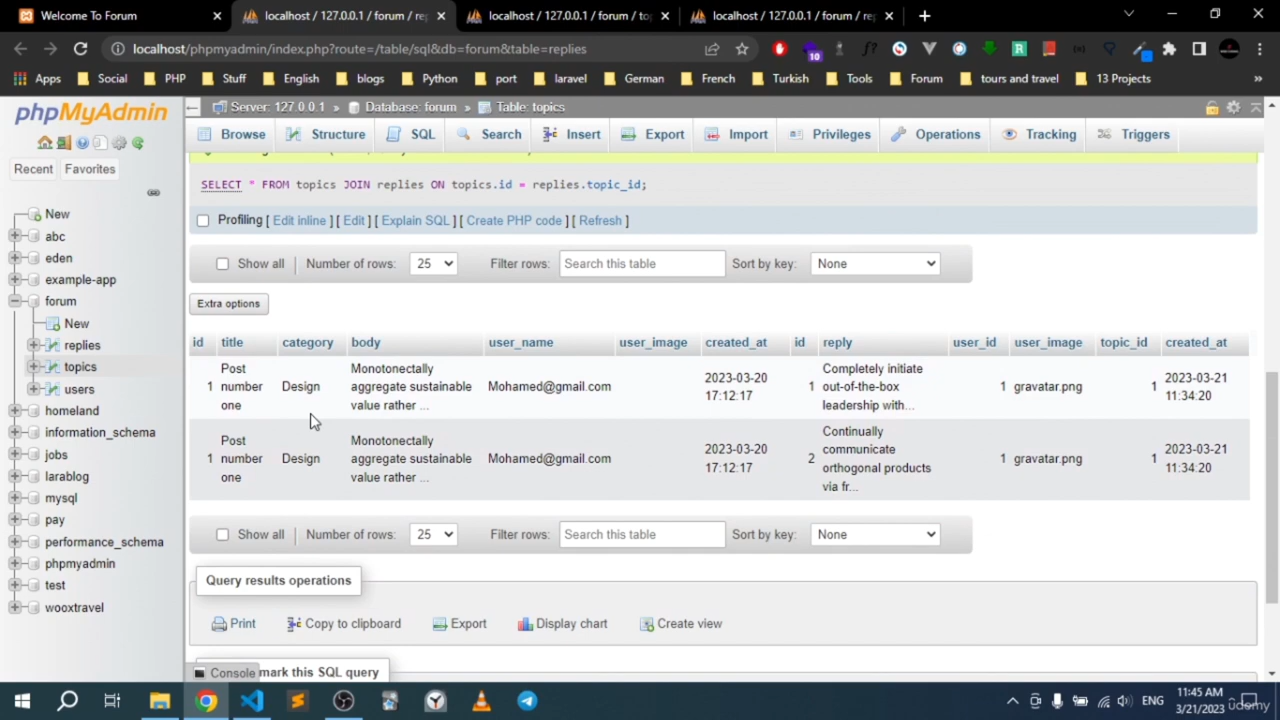 Welcome To Forum
localhost / 127.0.0.1 / forum / re
localhost / 127.0.0.1 / forum / to
localhost / 127.0.0.1 / forum / re
localhost/phpmyadmin/index.php?route=/table/sql&db=forum&table=replies
10
Apps Social PHP Stuff English blogs Python port laravel German French Turkish Tools Forum tours and travel 13 Projects
phpMyAdmin
Server: 127.0.0.1 » Database: forum » Table: topics
Browse Structure SQL Search Insert Export Import Privileges Operations Tracking Triggers
Recent Favorites
New
abc
eden
example-app
forum
New
replies
topics
users
homeland
information_schema
jobs
larablog
mysql
pay
performance_schema
phpmyadmin
test
wooxtravel
SELECT * FROM topics JOIN replies ON topics.id = replies.topic_id;
Profiling [ Edit inline ] [ Edit ] [ Explain SQL ] [ Create PHP code ] [ Refresh ]
Show all Number of rows: 25 Filter rows: Search this table Sort by key: None
Extra options
id title category body user_name user_image created_at id reply user_id user_image topic_id created_at
1 Post number one Design Monotonectally aggregate sustainable value rather ... Mohamed@gmail.com 2023-03-20 17:12:17 1 Completely initiate out-of-the-box leadership with... 1 gravatar.png 1 2023-03-21 11:34:20
1 Post number one Design Monotonectally aggregate sustainable value rather ... Mohamed@gmail.com 2023-03-20 17:12:17 2 Continually communicate orthogonal products via fr... 1 gravatar.png 1 2023-03-21 11:34:20
Show all Number of rows: 25 Filter rows: Search this table Sort by key: None
Query results operations
Print Copy to clipboard Export Display chart Create view
Console mark this SQL query
ENG
11:45 AM
3/21/2023
udemy